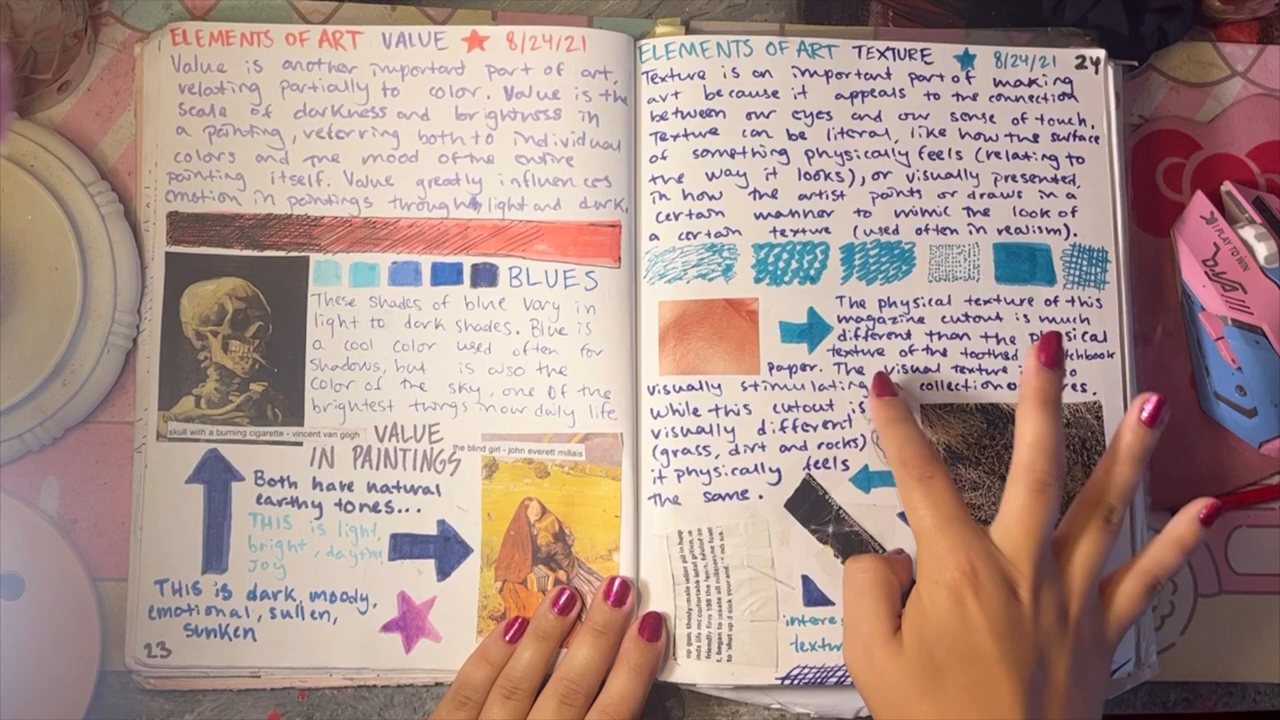 ELEMENTS OF ART VALUE ★ 8/24/21
Value is another important part of art,
relating partially to color. Value is the
scale of darkness and brightness in
a painting, referring both to individual
colors and the mood of the entire
painting itself. Value greatly influences
emotion in paintings through light and dark.
BLUES
These shades of blue vary in
light to dark shades. Blue is
a cool color used often for
shadows, but is also the
color of the sky, one of the
brightest things in our daily life
skull with a burning cigarette - vincent van gogh
VALUE
IN PAINTINGS
the blind girl - john everett millais
Both have natural
earthy tones...
THIS is light,
bright, daytime
JOY
THIS is dark, moody,
emotional, sullen,
sunken
23
ELEMENTS OF ART TEXTURE ★ 8/24/21 24
Texture is an important part of making
art because it appeals to the connection
between our eyes and our sense of touch.
Texture can be literal, like how the surface
of something physically feels (relating to
the way it looks), or visually presented,
in how the artist paints or draws in a
certain manner to mimic the look of
a certain texture (used often in realism).
The physical texture of this
magazine cutout is much
different than the physical
texture of the toothed
paper. The visual texture
visually stimulating collection
While this cutout is
visually different
(grass, dirt and rocks)
it physically feels
the same.
textu
I PLAY TO WIN